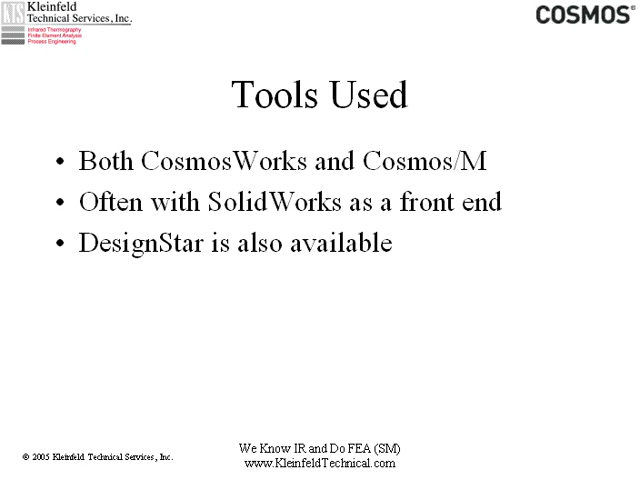 KTS
Kleinfeld
Technical Services, Inc.
Infrared Thermography
Finite Element Analysis
Process Engineering
COSMOS®
Tools Used
• Both CosmosWorks and Cosmos/M
• Often with SolidWorks as a front end
• DesignStar is also available
© 2005 Kleinfeld Technical Services, Inc.
We Know IR and Do FEA (SM)
www.KleinfeldTechnical.com